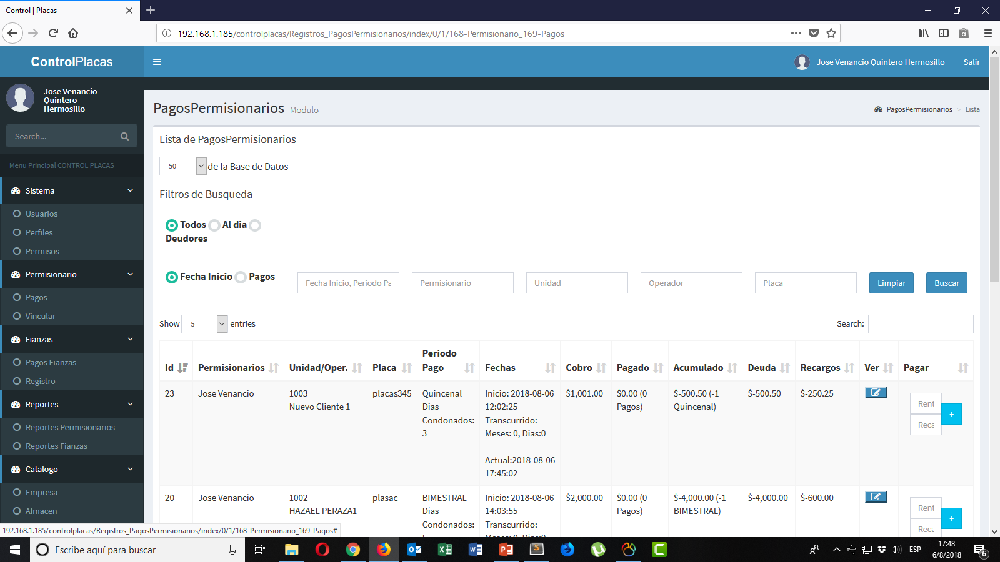 Control | Placas
192.168.1.185/controlplacas/Registros_PagosPermisionarios/index/0/1/168-Permisionario_169-Pagos
ControlPlacas
Jose Venancio Quintero Hermosillo
Salir
Jose Venancio
Quintero
Hermosillo
Search...
Menu Principal CONTROL PLACAS
Sistema
Usuarios
Perfiles
Permisos
Permisionario
Pagos
Vincular
Fianzas
Pagos Fianzas
Registro
Reportes
Reportes Permisionarios
Reportes Fianzas
Catalogo
Empresa
Almacen
PagosPermisionarios Modulo
PagosPermisionarios > Lista
Lista de PagosPermisionarios
50 de la Base de Datos
Filtros de Busqueda
Todos Al dia
Deudores
Fecha Inicio Pagos
Fecha Inicio, Periodo Pa
Permisionario
Unidad
Operador
Placa
Limpiar
Buscar
Show 5 entries
Search:
Id Permisionarios Unidad/Oper. Placa Periodo Pago Fechas Cobro Pagado Acumulado Deuda Recargos Ver Pagar
23 Jose Venancio 1003 placas345 Quincenal Inicio: 2018-08-06 $1,001.00 $0.00 (0 $-500.50 (-1 $-500.50 $-250.25
Nuevo Cliente 1 Dias 12:02:25 Pagos) Quincenal) Rent
Condonados: Transcurrido: +
3 Meses: 0, Dias:0 Reca
Actual:2018-08-06
17:45:02
20 Jose Venancio 1002 plasac BIMESTRAL Inicio: 2018-08-06 $2,000.00 $0.00 (0 $-4,000.00 (-1 $-4,000.00 $-600.00
HAZAEL PERAZA1 Dias 14:03:55 Pagos) BIMESTRAL) Rent
Condonados: Transcurrido: +
Reca
192.168.1.185/controlplacas/Registros_PagosPermisionarios/index/0/1/168-Permisionario_169-Pagos#
Escribe aquí para buscar
ESP
17:48
6/8/2018
6